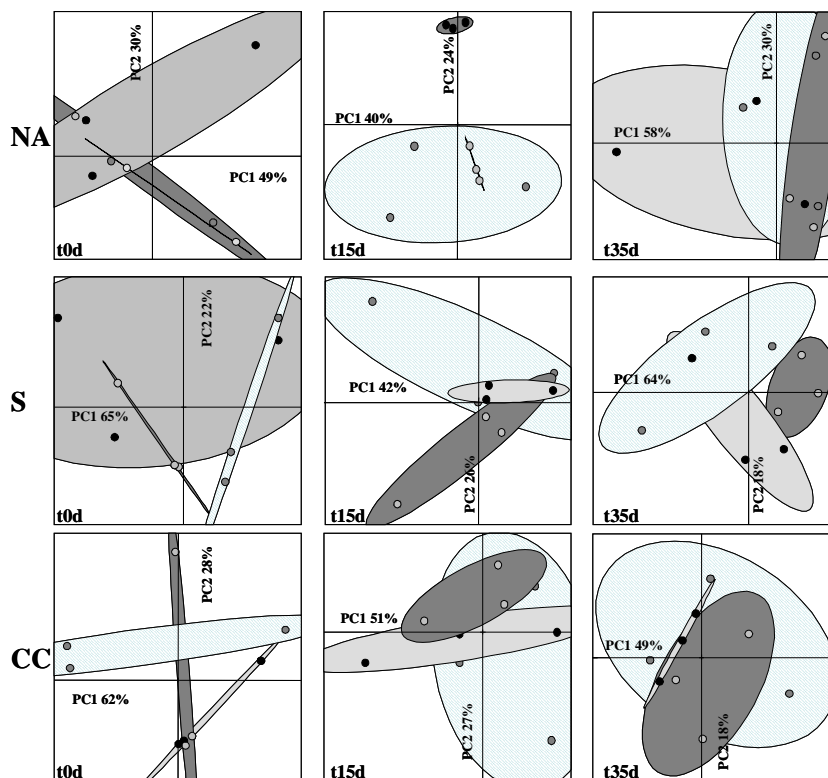 NA
PC2 30%
PC1 49%
t0d
PC2 24%
PC1 40%
t15d
PC2 30%
PC1 58%
t35d
S
PC2 22%
PC1 65%
t0d
PC1 42%
PC2 26%
t15d
PC1 64%
PC2 18%
t35d
CC
PC2 28%
PC1 62%
t0d
PC1 51%
PC2 27%
t15d
PC1 49%
PC2 18%
t35d